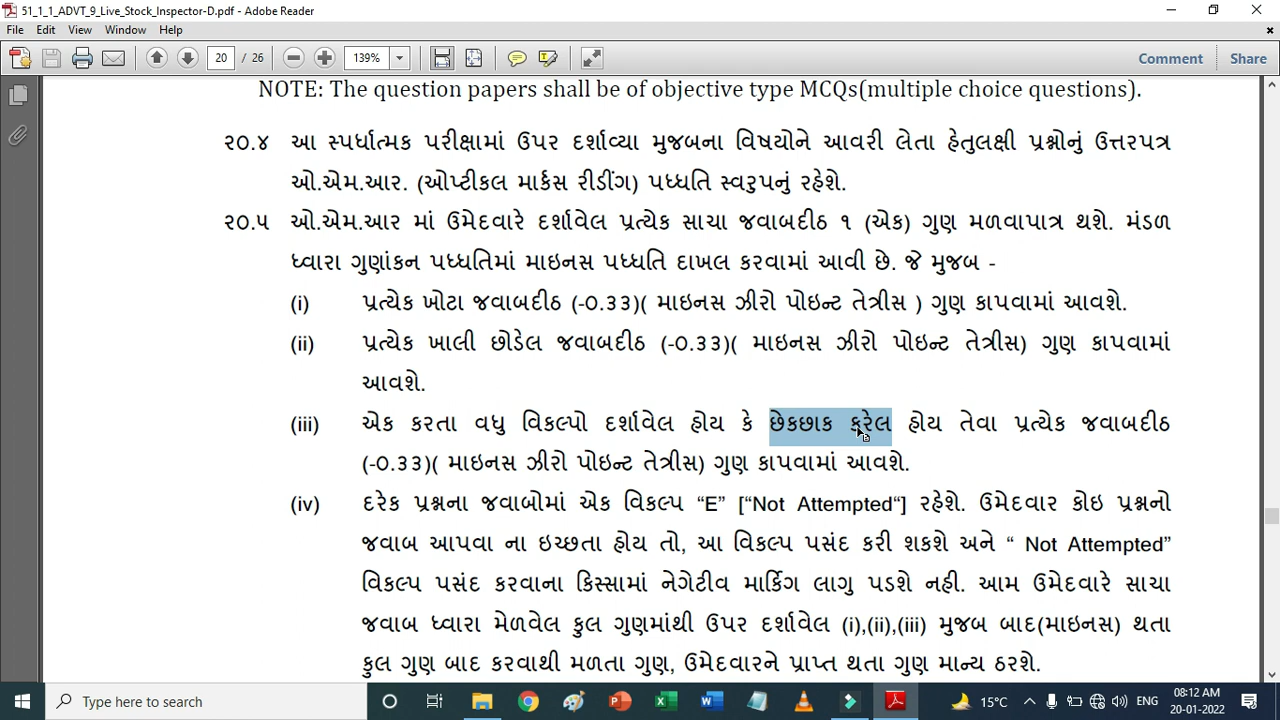 51_1_1_ADVT_9_Live_Stock_Inspector-D.pdf - Adobe Reader
File Edit View Window Help
20 / 26 139% Comment Share
NOTE: The question papers shall be of objective type MCQs(multiple choice questions).
૨૦.૪ આ સ્પર્ધાત્મક પરીક્ષામાં ઉપર દર્શાવ્યા મુજબના વિષયોને આવરી લેતા હેતુલક્ષી પ્રશ્નોનું ઉત્તરપત્ર
ઓ.એમ.આર. (ઓપ્ટીકલ માર્કસ રીડીંગ) પધ્ધતિ સ્વરુપનું રહેશે.
૨૦.૫ ઓ.એમ.આર માં ઉમેદવારે દર્શાવેલ પ્રત્યેક સાચા જવાબદીઠ ૧ (એક) ગુણ મળવાપાત્ર થશે. મંડળ
ધ્વારા ગુણાંકન પધ્ધતિમાં માઇનસ પધ્ધતિ દાખલ કરવામાં આવી છે. જે મુજબ -
(i) પ્રત્યેક ખોટા જવાબદીઠ (-0.33)( માઇનસ ઝીરો પોઇન્ટ તેત્રીસ ) ગુણ કાપવામાં આવશે.
(ii) પ્રત્યેક ખાલી છોડેલ જવાબદીઠ (-0.33)( માઇનસ ઝીરો પોઇન્ટ તેત્રીસ) ગુણ કાપવામાં
આવશે.
(iii) એક કરતા વધુ વિકલ્પો દર્શાવેલ હોય કે છેકછાક કરેલ હોય તેવા પ્રત્યેક જવાબદીઠ
(-0.33)( માઇનસ ઝીરો પોઇન્ટ તેત્રીસ) ગુણ કાપવામાં આવશે.
(iv) દરેક પ્રશ્નના જવાબોમાં એક વિકલ્પ “E” [“Not Attempted“] રહેશે. ઉમેદવાર કોઇ પ્રશ્નનો
જવાબ આપવા ના ઇચ્છતા હોય તો, આ વિકલ્પ પસંદ કરી શકશે અને “ Not Attempted”
વિકલ્પ પસંદ કરવાના કિસ્સામાં નેગેટીવ માર્કિંગ લાગુ પડશે નહી. આમ ઉમેદવારે સાચા
જવાબ ધ્વારા મેળવેલ કુલ ગુણમાંથી ઉપર દર્શાવેલ (i),(ii),(iii) મુજબ બાદ(માઇનસ) થતા
કુલ ગુણ બાદ કરવાથી મળતા ગુણ, ઉમેદવારને પ્રાપ્ત થતા ગુણ માન્ય ઠરશે.
Type here to search 15°C ENG 08:12 AM
20-01-2022